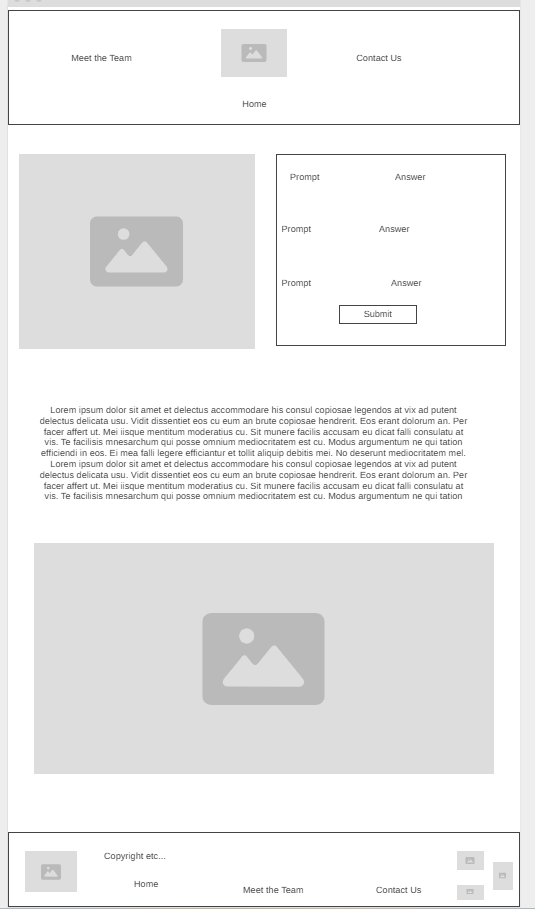 Meet the Team
Contact Us
Home
Prompt Answer
Prompt Answer
Prompt Answer
Submit
Lorem ipsum dolor sit amet et delectus accommodare his consul copiosae legendos at vix ad putent
delectus delicata usu. Vidit dissentiet eos cu eum an brute copiosae hendrerit. Eos erant dolorum an. Per
facer affert ut. Mei iisque mentitum moderatius cu. Sit munere facilis accusam eu dicat falli consulatu at
vis. Te facilisis mnesarchum qui posse omnium mediocritatem est cu. Modus argumentum ne qui tation
efficiendi in eos. Ei mea falli legere efficiantur et tollit aliquip debitis mei. No deserunt mediocritatem mel.
Lorem ipsum dolor sit amet et delectus accommodare his consul copiosae legendos at vix ad putent
delectus delicata usu. Vidit dissentiet eos cu eum an brute copiosae hendrerit. Eos erant dolorum an. Per
facer affert ut. Mei iisque mentitum moderatius cu. Sit munere facilis accusam eu dicat falli consulatu at
vis. Te facilisis mnesarchum qui posse omnium mediocritatem est cu. Modus argumentum ne qui tation
Copyright etc...
Home
Meet the Team
Contact Us